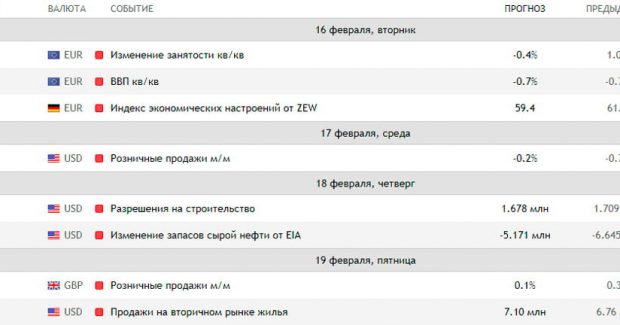 ВАЛЮТА СОБЫТИЕ ПРОГНОЗ ПРЕДЫД
16 февраля, вторник
EUR Изменение занятости кв/кв -0.4% 1.0
EUR ВВП кв/кв -0.7% -0.7
EUR Индекс экономических настроений от ZEW 59.4 61.
17 февраля, среда
USD Розничные продажи м/м -0.2% -0.7
18 февраля, четверг
USD Разрешения на строительство 1.678 млн 1.709
USD Изменение запасов сырой нефти от EIA -5.171 млн -6.645
19 февраля, пятница
GBP Розничные продажи м/м 0.1% 0.3
USD Продажи на вторичном рынке жилья 7.10 млн 6.76